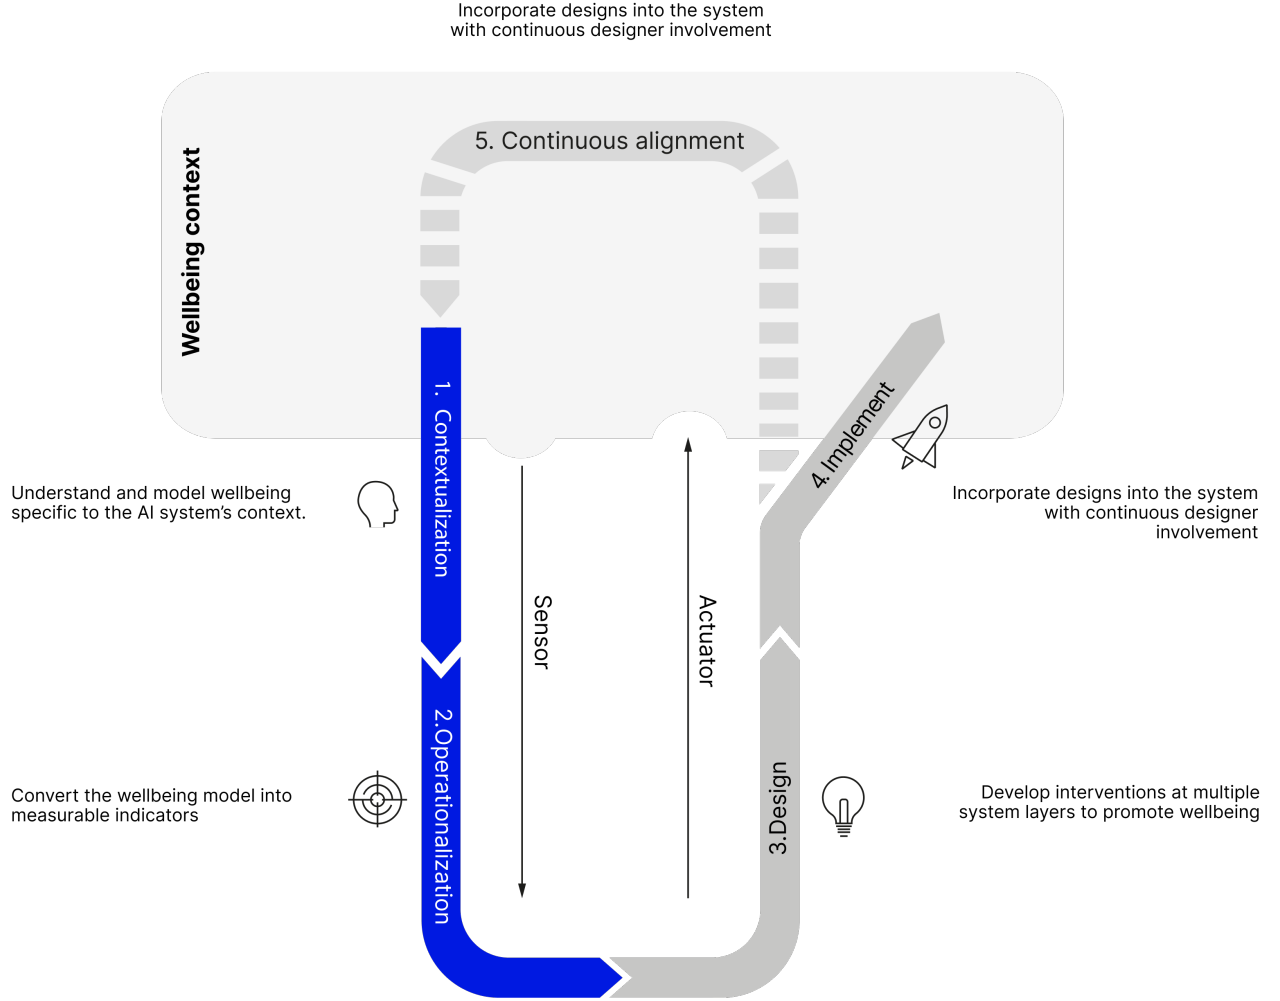 Incorporate designs into the system
with continuous designer involvement
5. Continuous alignment
Wellbeing context
1. Contextualization
4. Implement
Understand and model wellbeing
specific to the AI system’s context.
Incorporate designs into the system
with continuous designer
involvement
Sensor
Actuator
2.Operationalization
3.Design
Convert the wellbeing model into
measurable indicators
Develop interventions at multiple
system layers to promote wellbeing